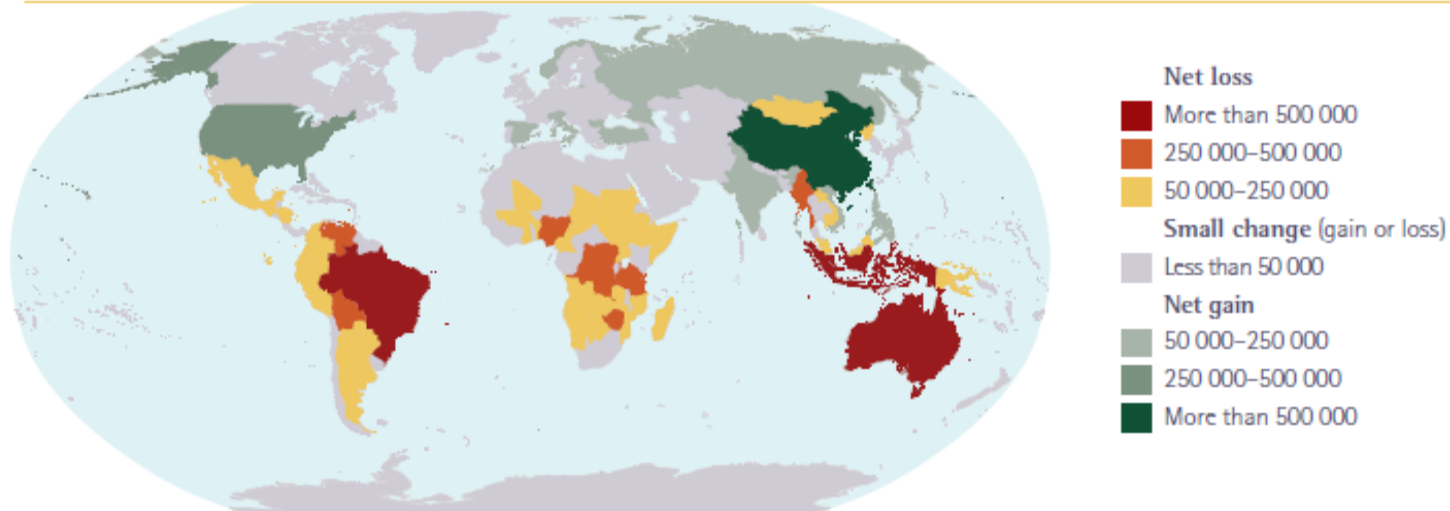 Net loss
More than 500 000
250 000–500 000
50 000–250 000
Small change (gain or loss)
Less than 50 000
Net gain
50 000–250 000
250 000–500 000
More than 500 000